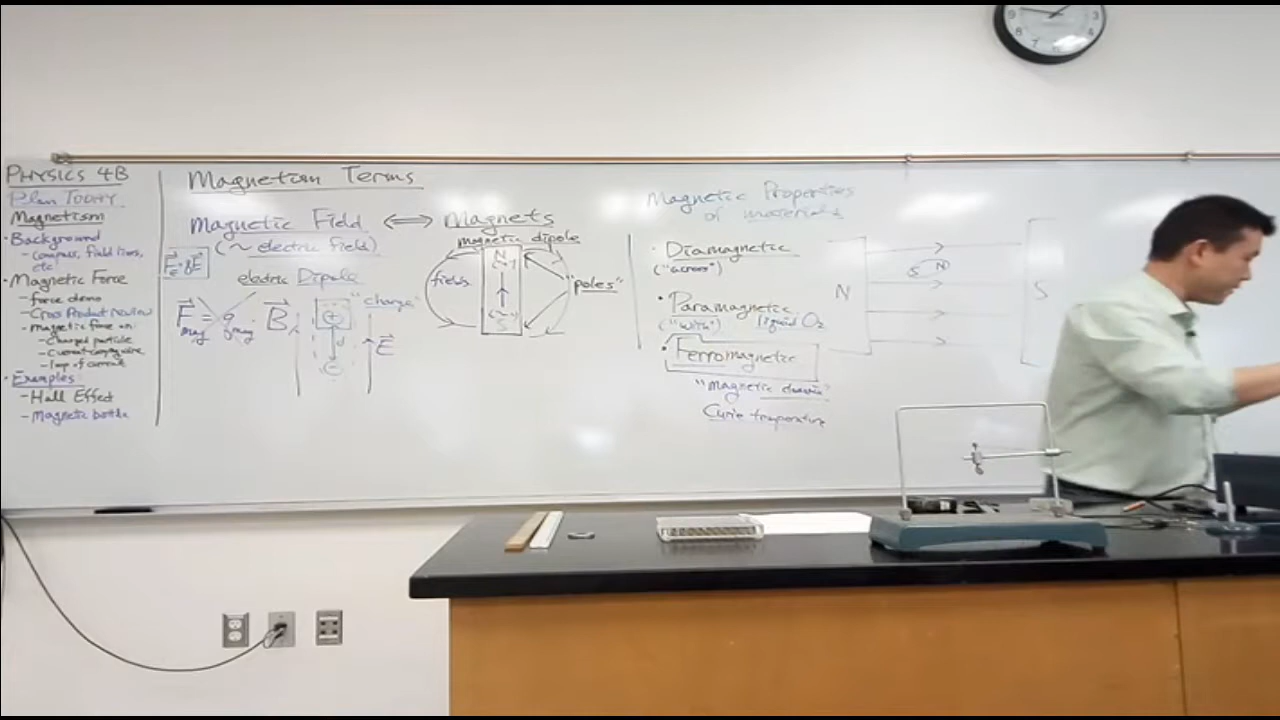 PHYSICS 4B
Plan TODAY
Magnetism
• Background
- compass, field lines, etc.
• Magnetic Force
- force demo
- Cross Product review
- magnetic force on:
- charged particle
- current carrying wire
- loop of current
• Examples:
- Hall Effect
- Magnetic bottle
Magnetism Terms
Magnetic Field ⟺ Magnets
(~ electric field)
magnetic dipole
electric Dipole
"charge"
F mag = q mag · B
+
d
-
E
N
(+)
(-)
S
field
"poles"
Magnetic Properties
of materials
• Diamagnetic
("across")
• Paramagnetic
("with") liquid O₂
• Ferromagnetic
"magnetic domain"
Curie temperature
N
S N
S